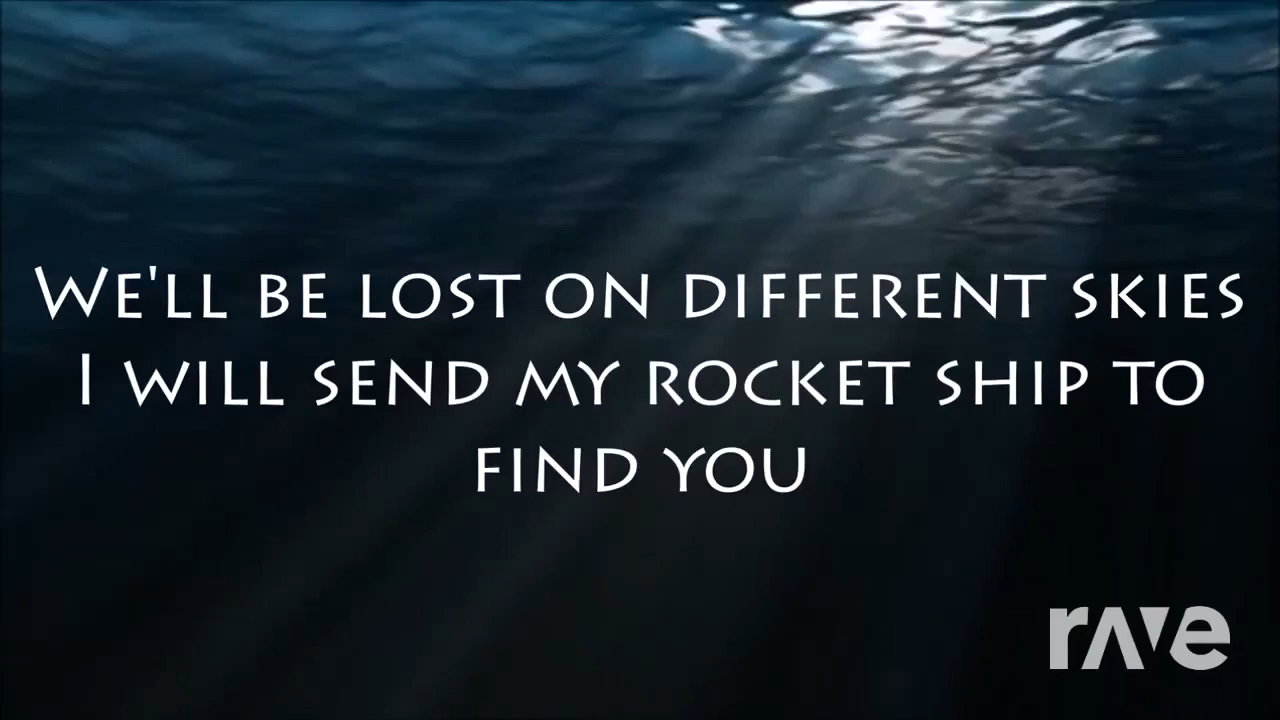 We'll be lost on different skies
I will send my rocket ship to
find you
rave